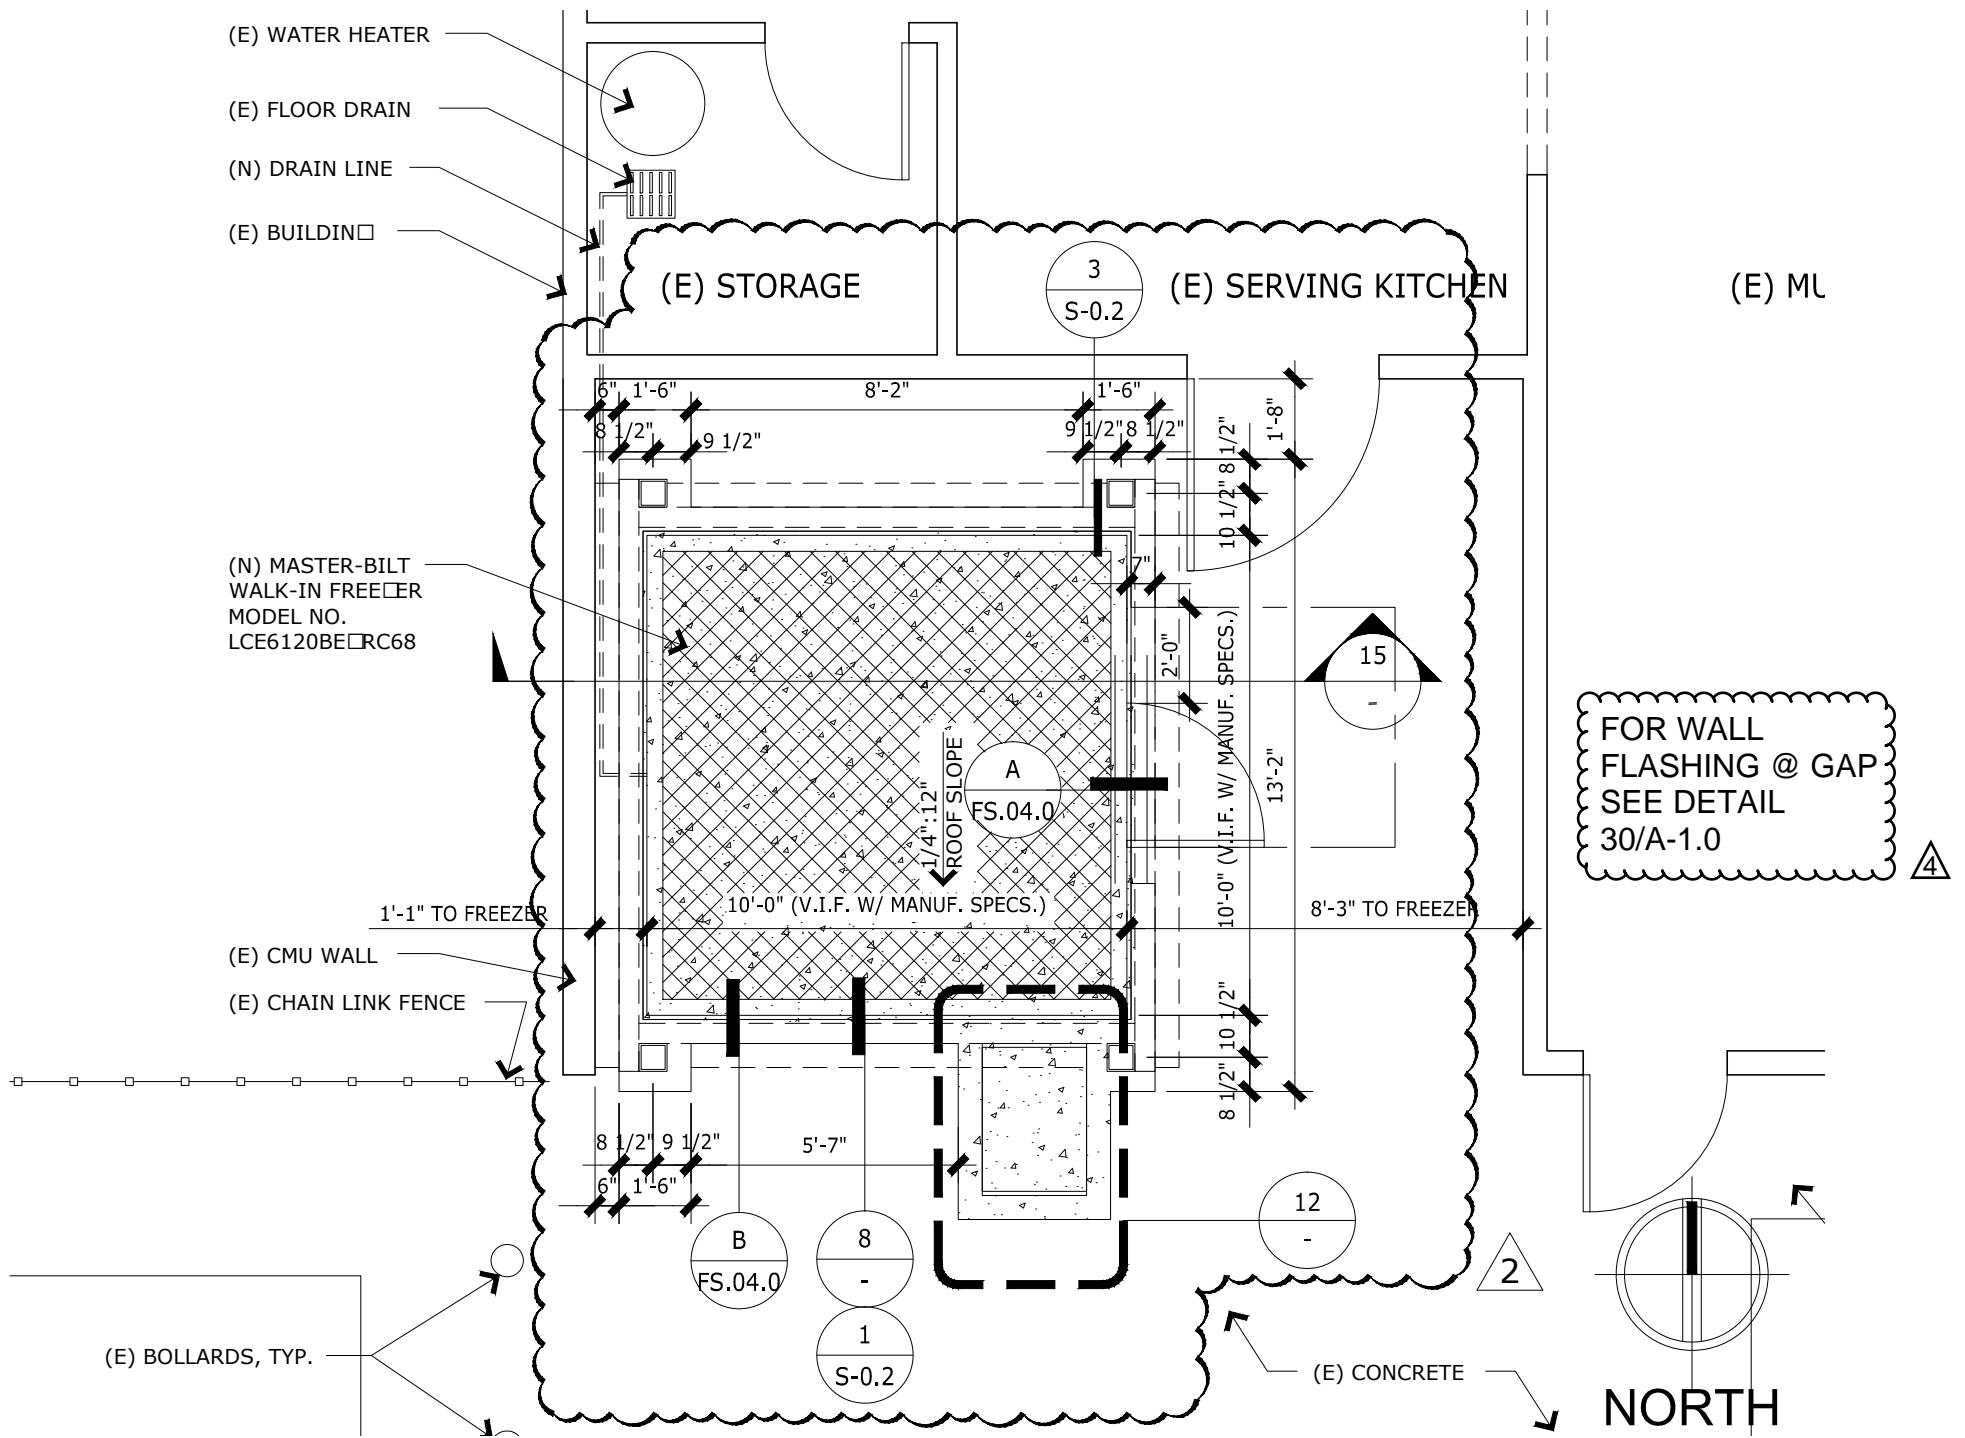 (E) WATER HEATER
(E) FLOOR DRAIN
(N) DRAIN LINE
(E) BUILDIN□
(E) STORAGE
3
S-0.2
(E) SERVING KITCHEN
(E) MU
6"
1'-6"
8'-2"
1'-6"
8 1/2"
9 1/2"
9 1/2"
8 1/2"
1'-8"
8 1/2"
10 1/2"
(N) MASTER-BILT
WALK-IN FREE□ER
MODEL NO.
LCE6120BE□RC68
7"
2'-0"
15
-
10'-0" (V.I.F. W/ MANUF. SPECS.)
13'-2"
1/4":12"
ROOF SLOPE
A
FS.04.0
FOR WALL
FLASHING @ GAP
SEE DETAIL
30/A-1.0
4
10'-0" (V.I.F. W/ MANUF. SPECS.)
1'-1" TO FREEZER
8'-3" TO FREEZER
(E) CMU WALL
(E) CHAIN LINK FENCE
10 1/2"
8 1/2"
8 1/2"
9 1/2"
5'-7"
6"
1'-6"
12
-
B
FS.04.0
8
-
1
S-0.2
2
(E) BOLLARDS, TYP.
(E) CONCRETE
NORTH